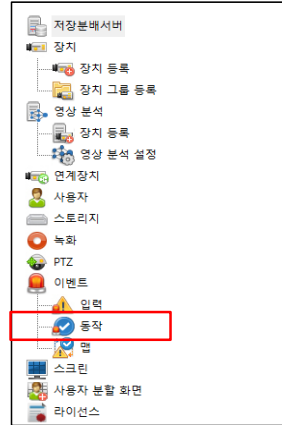 저장분배서버
장치
장치 등록
장치 그룹 등록
영상 분석
장치 등록
영상 분석 설정
연계장치
사용자
스토리지
녹화
PTZ
이벤트
입력
동작
맵
스크린
사용자 분할 화면
라이선스